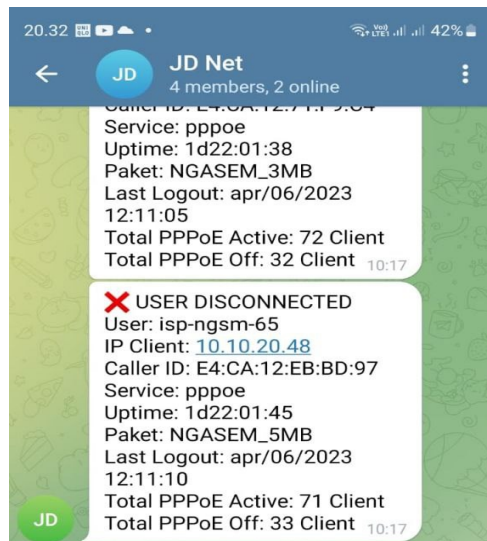 20.32 42%
JD JD Net
4 members, 2 online
Service: pppoe
Uptime: 1d22:01:38
Paket: NGASEM_3MB
Last Logout: apr/06/2023
12:11:05
Total PPPoE Active: 72 Client
Total PPPoE Off: 32 Client 10:17
❌ USER DISCONNECTED
User: isp-ngsm-65
IP Client: 10.10.20.48
Caller ID: E4:CA:12:EB:BD:97
Service: pppoe
Uptime: 1d22:01:45
Paket: NGASEM_5MB
Last Logout: apr/06/2023
12:11:10
Total PPPoE Active: 71 Client
JD Total PPPoE Off: 33 Client 10:17